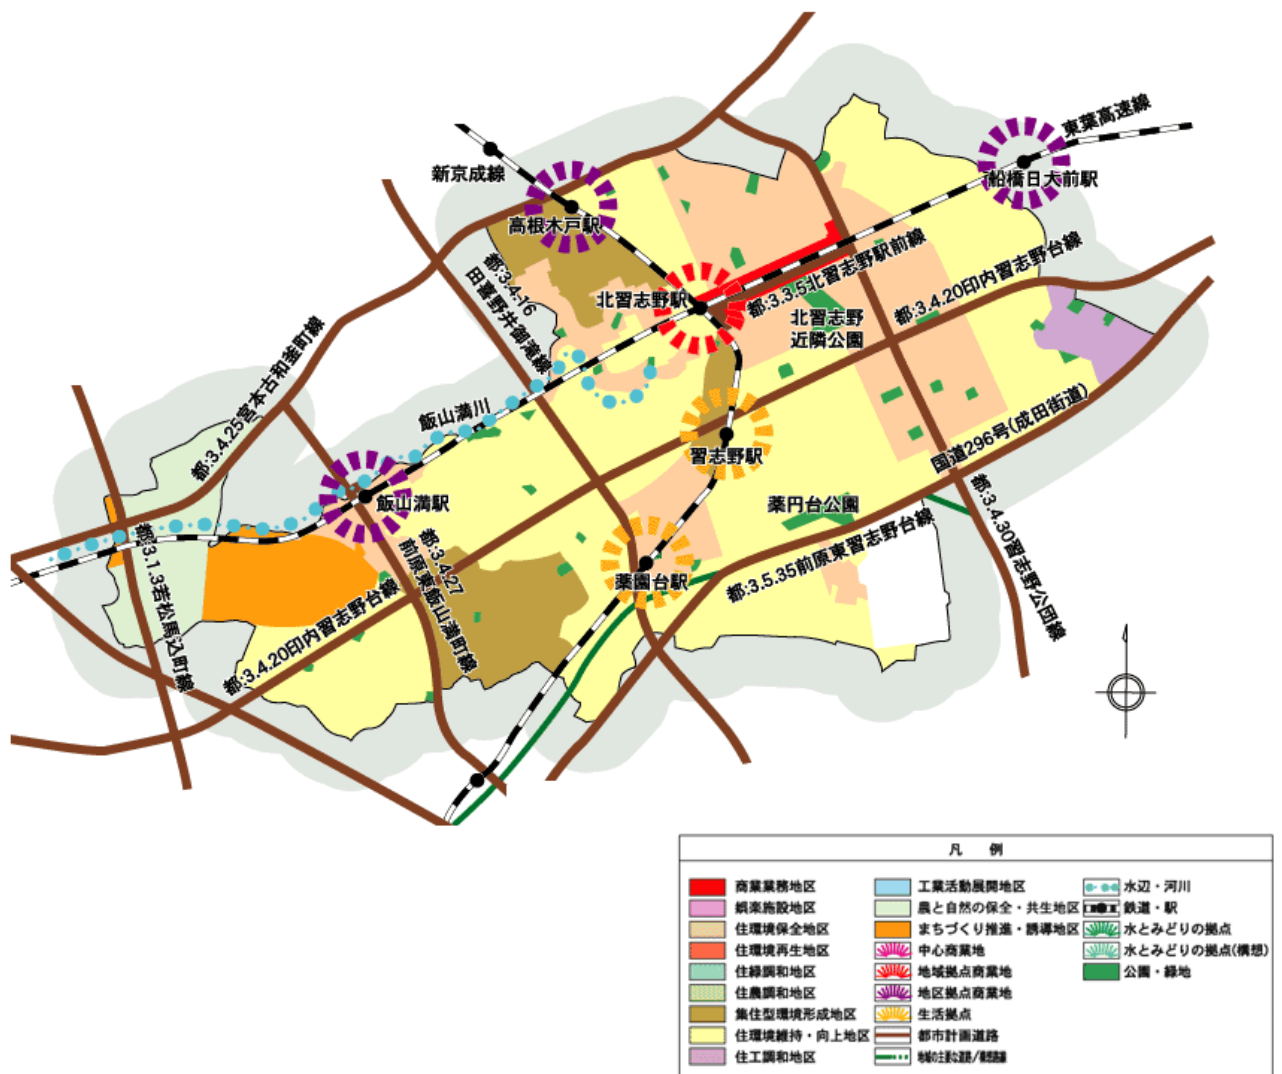 東葉高速線
新京成線
船橋日大前駅
高根木戸駅
都:3.4.16
田喜野井御滝線
北習志野駅
都:3.3.5北習志野駅前線
都:3.4.20印内習志野台線
北習志野
近隣公園
都:3.4.25宮本古和釜町線
飯山満川
国道296号(成田街道)
習志野駅
飯山満駅
薬円台公園
都:3.4.30習志野公団線
都:3.1.3若松馬込町線
都:3.4.27
前原東飯山満町線
薬園台駅
都:3.5.35前原東習志野台線
都:3.4.20印内習志野台線
凡 例
商業業務地区
娯楽施設地区
住環境保全地区
住環境再生地区
住緑調和地区
住農調和地区
集住型環境形成地区
住環境維持・向上地区
住工調和地区
工業活動展開地区
農と自然の保全・共生地区
まちづくり推進・誘導地区
中心商業地
地域拠点商業地
地区拠点商業地
生活拠点
都市計画道路
地域の主要な道路/構想路線
水辺・河川
鉄道・駅
水とみどりの拠点
水とみどりの拠点(構想)
公園・緑地